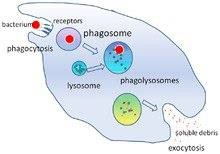 receptors
bacterium
phagosome
phagocytosis
lysosome
phagolysosomes
soluble debris
exocytosis